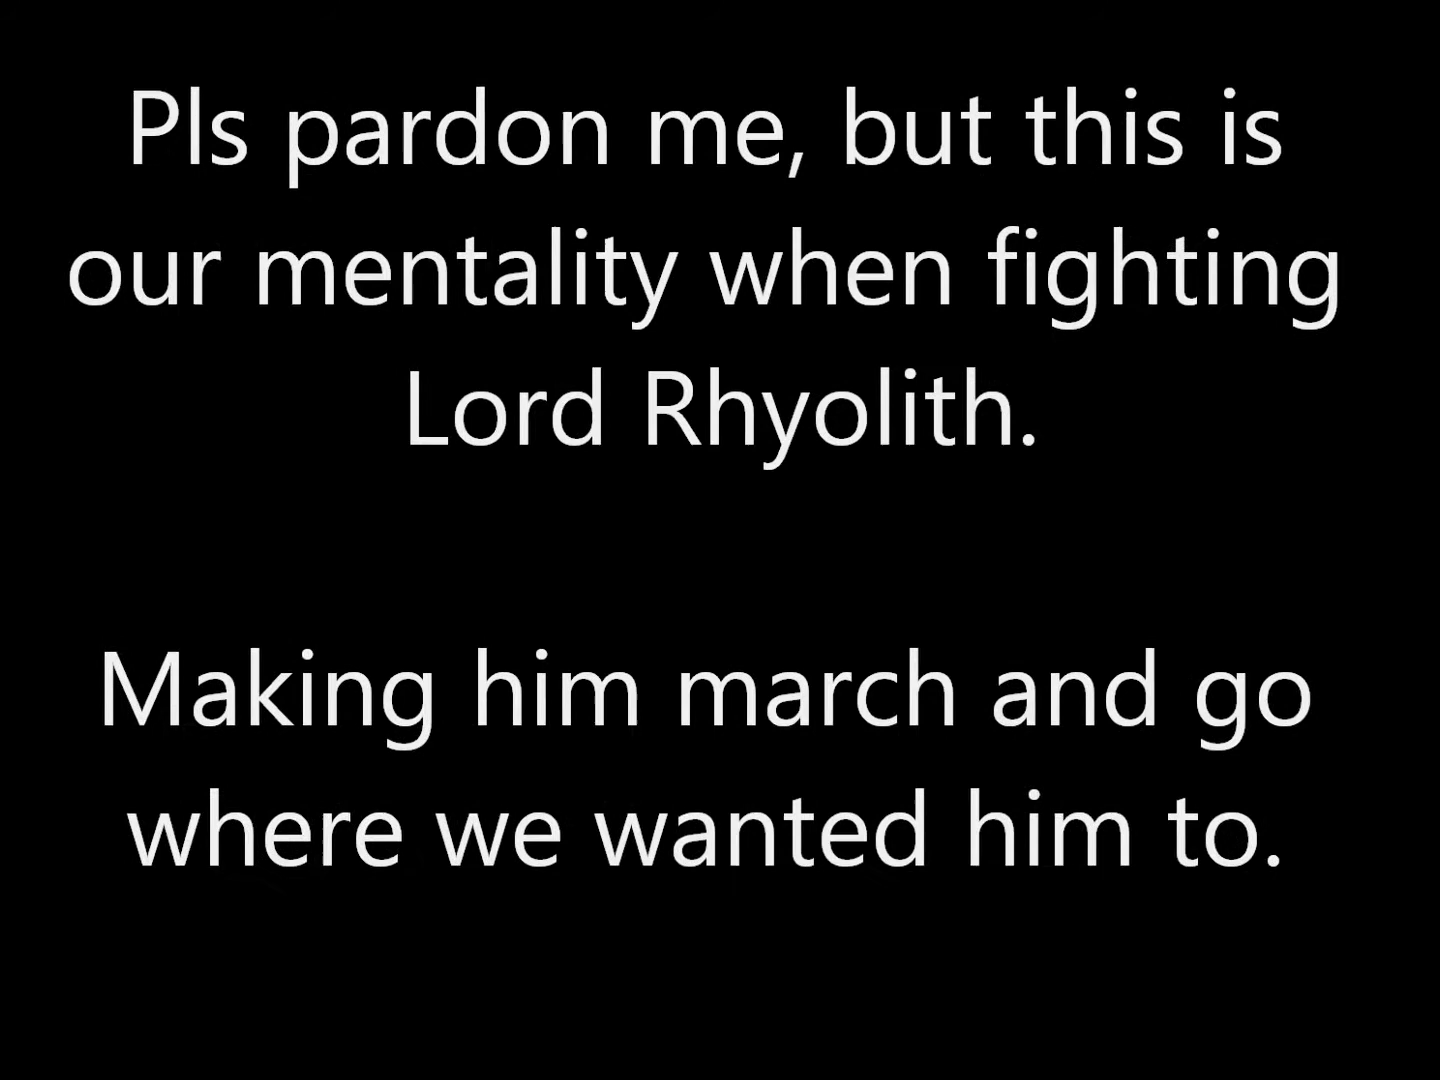 Pls pardon me, but this is
our mentality when fighting
Lord Rhyolith.
Making him march and go
where we wanted him to.